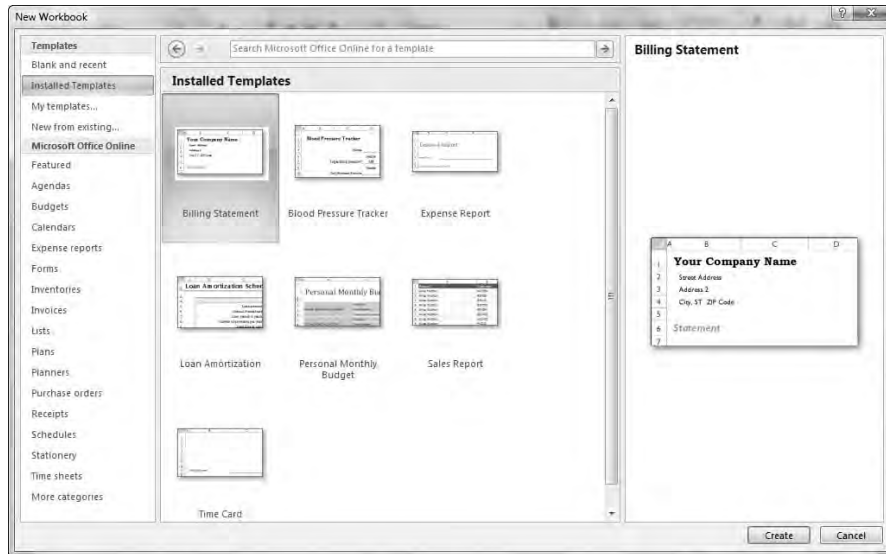 New Workbook
Templates
Blank and recent
Installed Templates
My templates...
New from existing...
Microsoft Office Online
Featured
Agendas
Budgets
Calendars
Expense reports
Forms
Inventories
Invoices
Lists
Plans
Planners
Purchase orders
Receipts
Schedules
Stationery
Time sheets
More categories
Search Microsoft Office Online for a template
Installed Templates
Your Company Name
Blood Pressure Tracker
Expense Report
Billing Statement
Blood Pressure Tracker
Expense Report
Loan Amortization Sche
Personal Monthly Bu
Loan Amortization
Personal Monthly
Budget
Sales Report
Time Card
Billing Statement
A B C D
1 Your Company Name
2 Street Address
3 Address 2
4 City, ST ZIP Code
5
6 Statement
7
Create Cancel